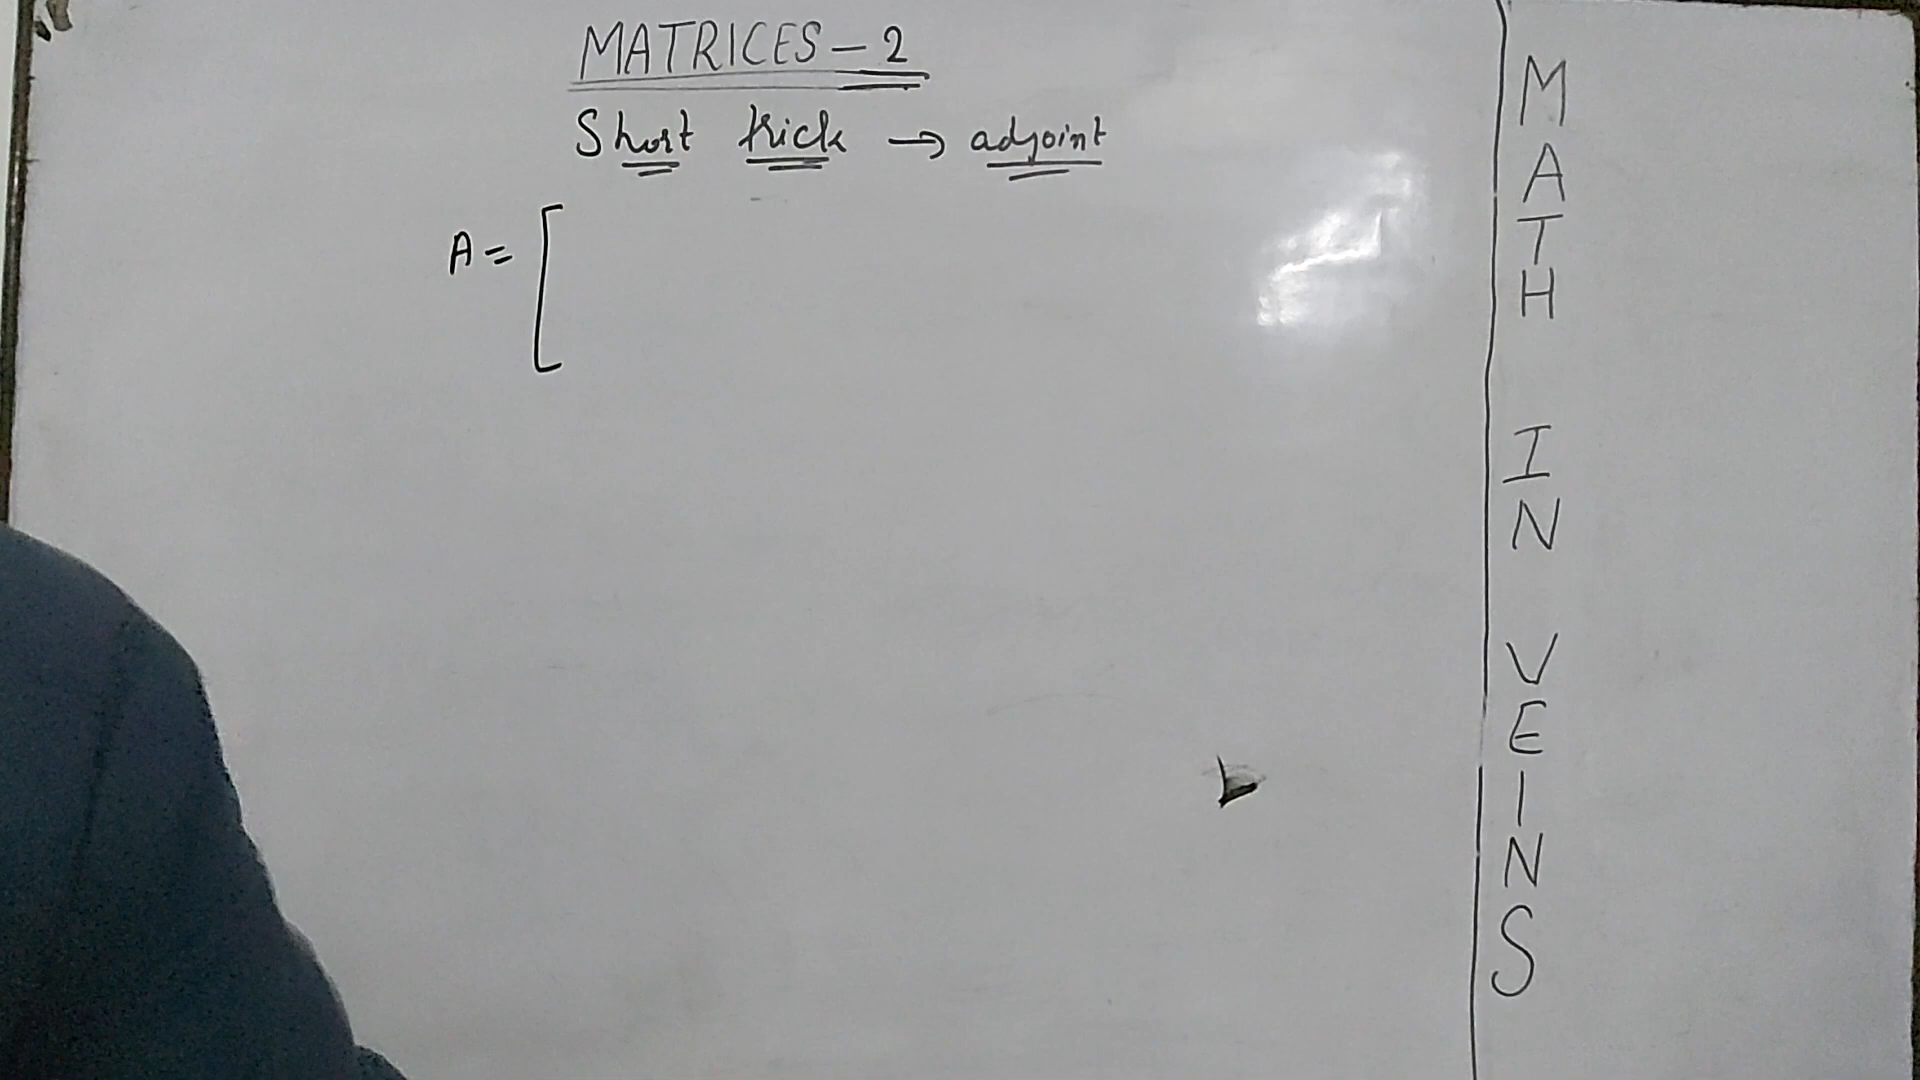 MATRICES - 2
Short trick → adjoint
A = [
MATH IN VEINS